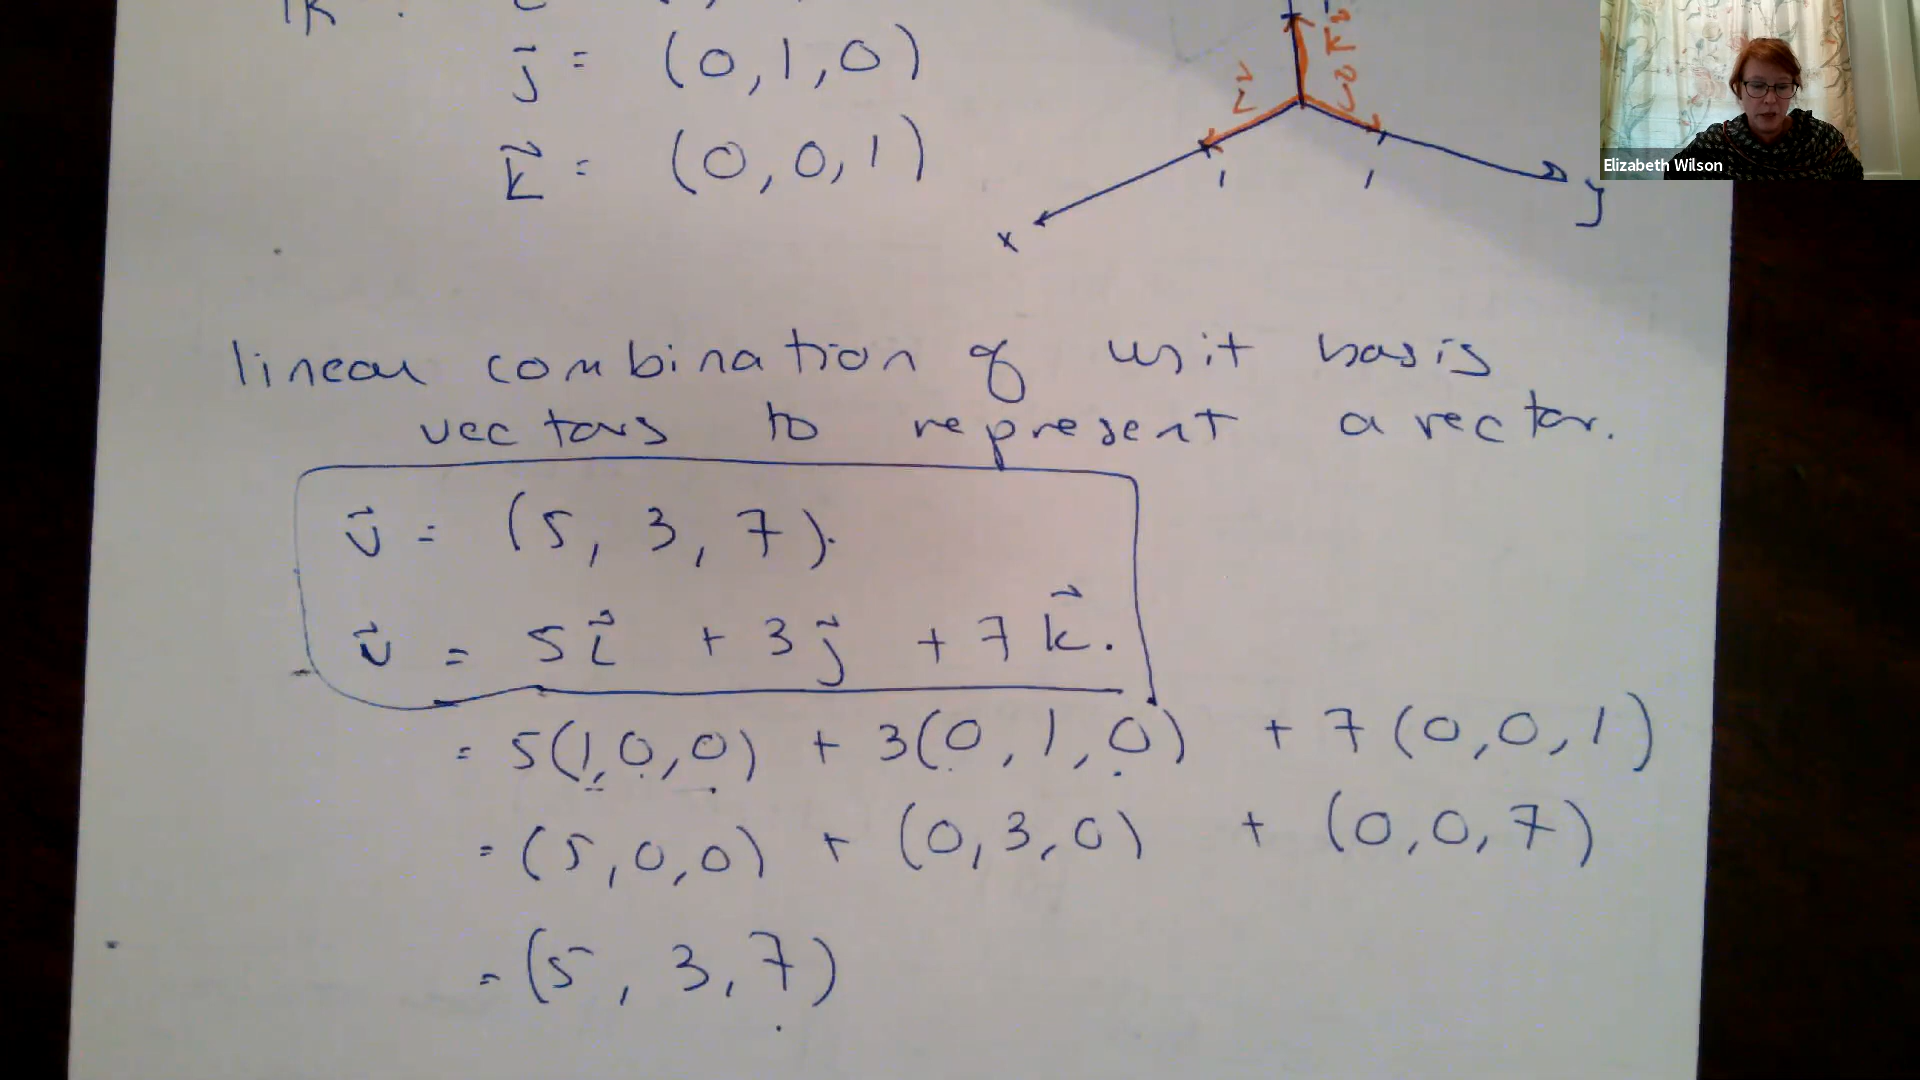 j⃗ = (0,1,0)
k⃗ = (0,0,1)
1 1
x y
Elizabeth Wilson
linear combination of unit basis
vectors to represent a vector.
v⃗ = (5, 3, 7).
v⃗ = 5i⃗ + 3j⃗ + 7k⃗.
= 5(1,0,0) + 3(0,1,0) + 7(0,0,1)
= (5,0,0) + (0,3,0) + (0,0,7)
= (5, 3, 7)